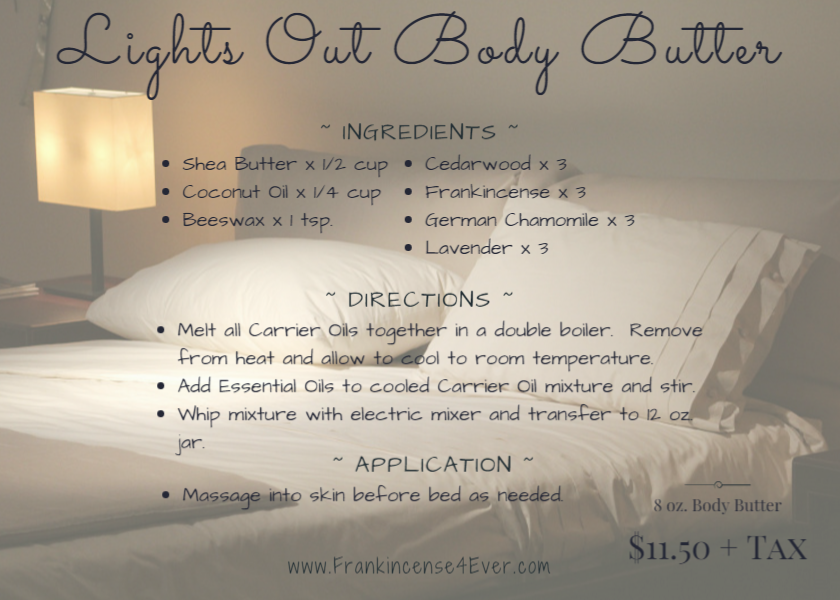 Lights Out Body Butter
~ INGREDIENTS ~
• Shea Butter x 1/2 cup
• Coconut Oil x 1/4 cup
• Beeswax x 1 tsp.
• Cedarwood x 3
• Frankincense x 3
• German Chamomile x 3
• Lavender x 3
~ DIRECTIONS ~
• Melt all Carrier Oils together in a double boiler. Remove
from heat and allow to cool to room temperature.
• Add Essential Oils to cooled Carrier Oil mixture and stir.
• Whip mixture with electric mixer and transfer to 12 oz.
jar.
~ APPLICATION ~
• Massage into skin before bed as needed.
8 oz. Body Butter
$11.50 + TAX
www.Frankincense4Ever.com